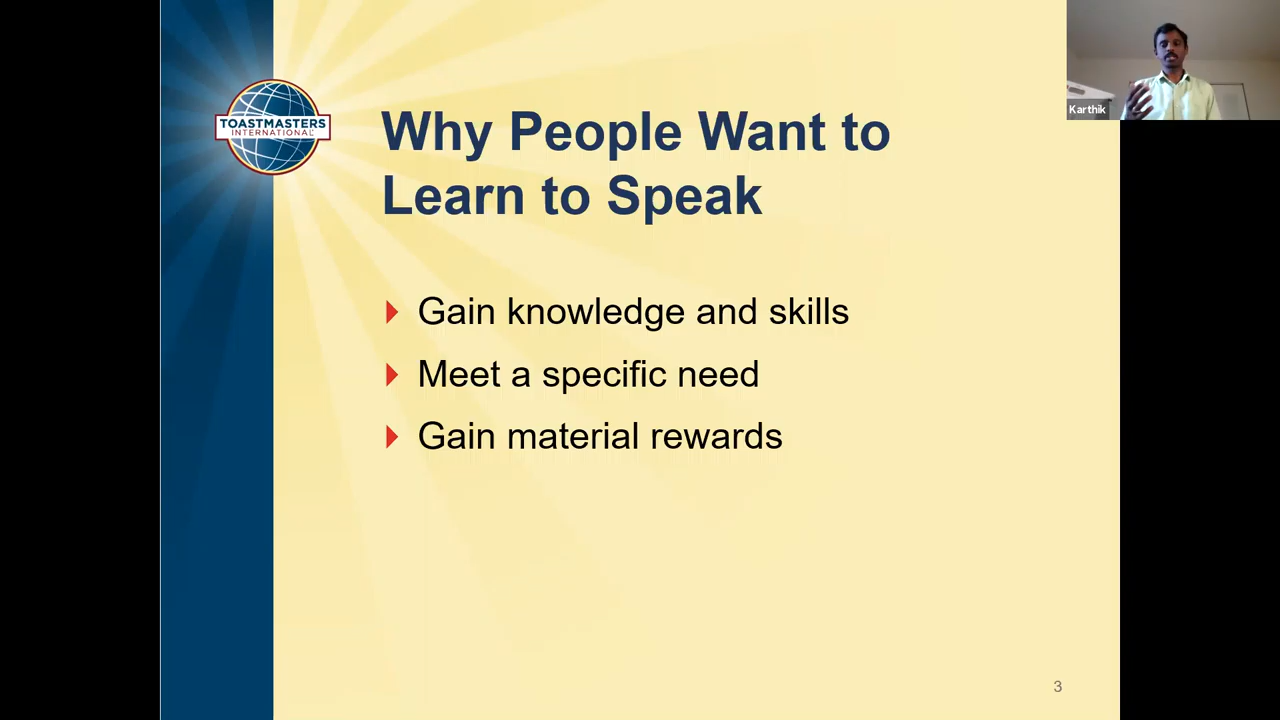 TOASTMASTERS
INTERNATIONAL
Karthik
Why People Want to
Learn to Speak
Gain knowledge and skills
Meet a specific need
Gain material rewards
3